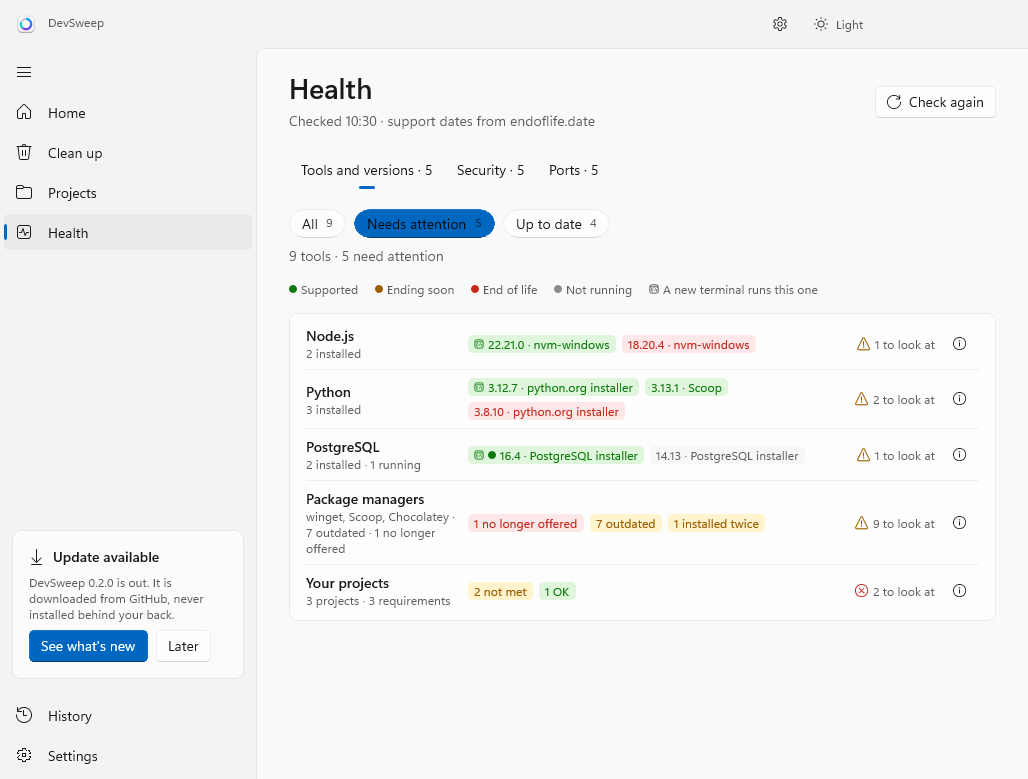 DevSweep
Light
Home
Clean up
Projects
Health
Update available
DevSweep 0.2.0 is out. It is
downloaded from GitHub, never
installed behind your back.
See what's new
Later
History
Settings
Health
Checked 10:30 · support dates from endoflife.date
Check again
Tools and versions · 5
Security · 5
Ports · 5
All 9
Needs attention 5
Up to date 4
9 tools · 5 need attention
Supported
Ending soon
End of life
Not running
A new terminal runs this one
Node.js
2 installed
22.21.0 · nvm-windows
18.20.4 · nvm-windows
1 to look at
Python
3 installed
3.12.7 · python.org installer
3.13.1 · Scoop
3.8.10 · python.org installer
2 to look at
PostgreSQL
2 installed · 1 running
16.4 · PostgreSQL installer
14.13 · PostgreSQL installer
1 to look at
Package managers
winget, Scoop, Chocolatey ·
7 outdated · 1 no longer
offered
1 no longer offered
7 outdated
1 installed twice
9 to look at
Your projects
3 projects · 3 requirements
2 not met
1 OK
2 to look at